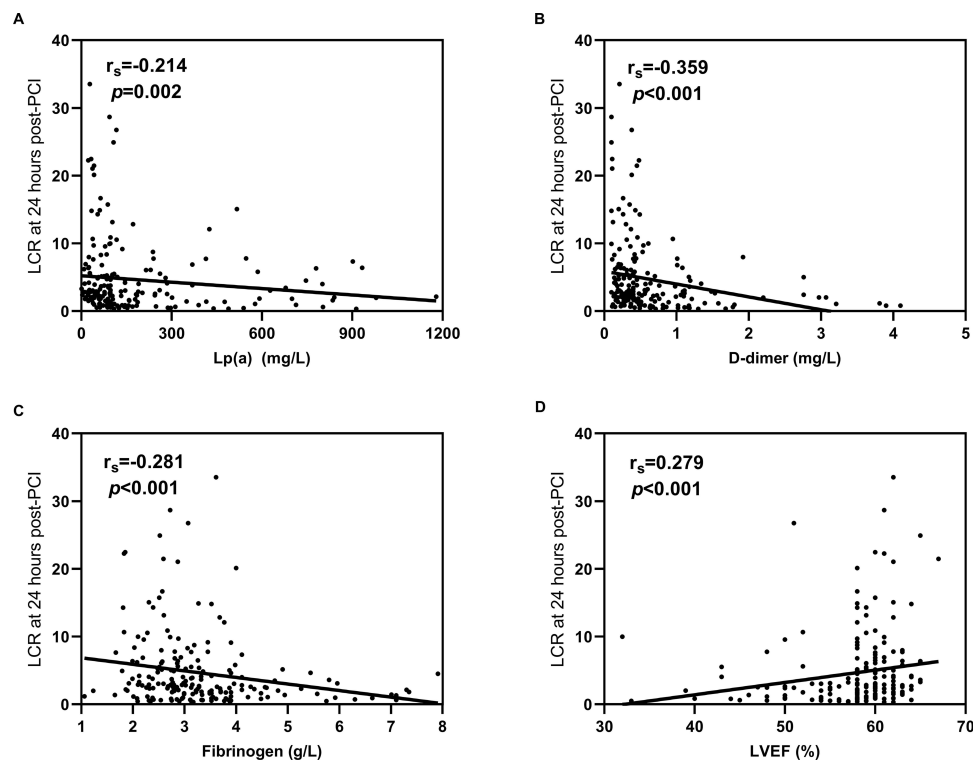 A
LCR at 24 hours post-PCI
40
30
20
10
0
rs=-0.214
p=0.002
0 300 600 900 1200
Lp(a) (mg/L)
B
LCR at 24 hours post-PCI
40
30
20
10
0
rs=-0.359
p<0.001
0 1 2 3 4 5
D-dimer (mg/L)
C
LCR at 24 hours post-PCI
40
30
20
10
0
rs=-0.281
p<0.001
1 2 3 4 5 6 7 8
Fibrinogen (g/L)
D
LCR at 24 hours post-PCI
40
30
20
10
0
rs=0.279
p<0.001
30 40 50 60 70
LVEF (%)